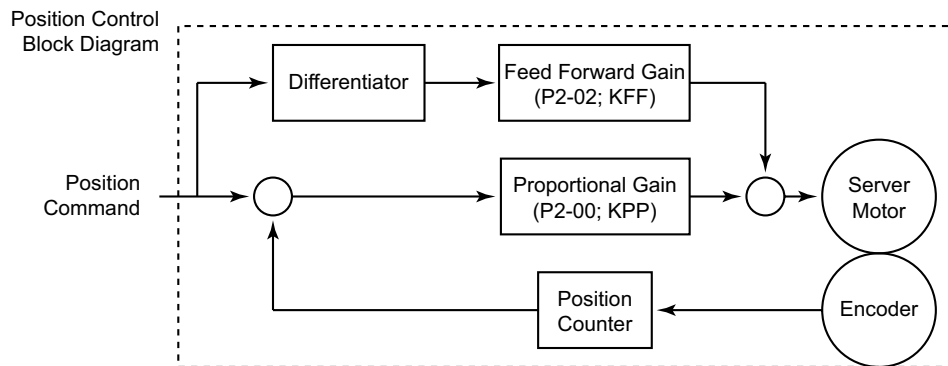 Position Control
Block Diagram
Differentiator
Feed Forward Gain
(P2-02; KFF)
Position
Command
Proportional Gain
(P2-00; KPP)
Server
Motor
Position
Counter
Encoder